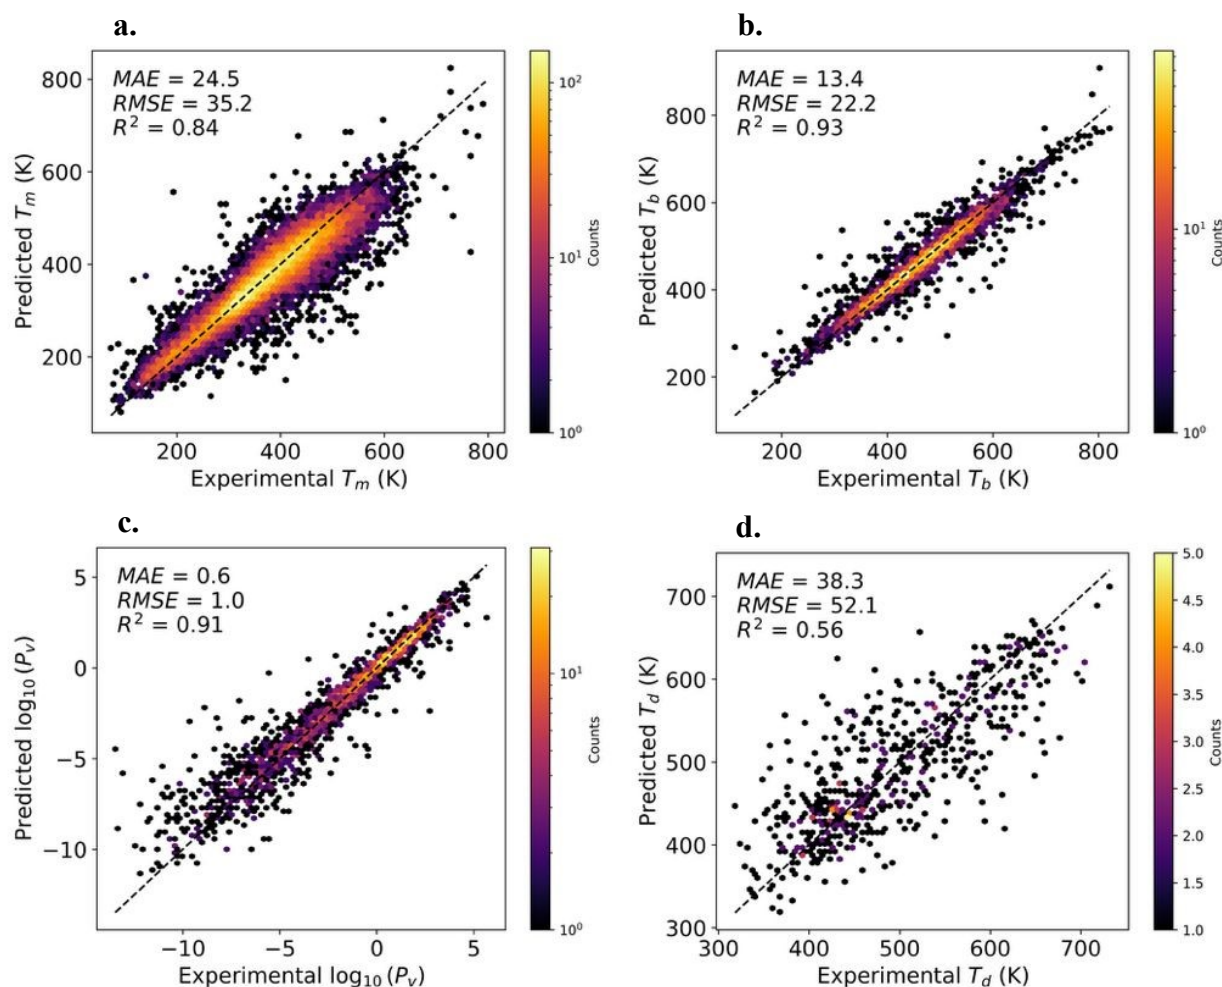 a.
MAE = 24.5
RMSE = 35.2
R² = 0.84
800
600
400
200
Predicted Tₘ (K)
200 400 600 800
Experimental Tₘ (K)
10²
10¹
10⁰
Counts
b.
MAE = 13.4
RMSE = 22.2
R² = 0.93
800
600
400
200
Predicted T_b (K)
200 400 600 800
Experimental T_b (K)
10¹
10⁰
Counts
c.
MAE = 0.6
RMSE = 1.0
R² = 0.91
5
0
−5
−10
Predicted log₁₀ (Pᵥ)
−10 −5 0 5
Experimental log₁₀ (Pᵥ)
10¹
10⁰
Counts
d.
MAE = 38.3
RMSE = 52.1
R² = 0.56
700
600
500
400
300
Predicted T_d (K)
300 400 500 600 700
Experimental T_d (K)
5.0
4.5
4.0
3.5
3.0
2.5
2.0
1.5
1.0
Counts